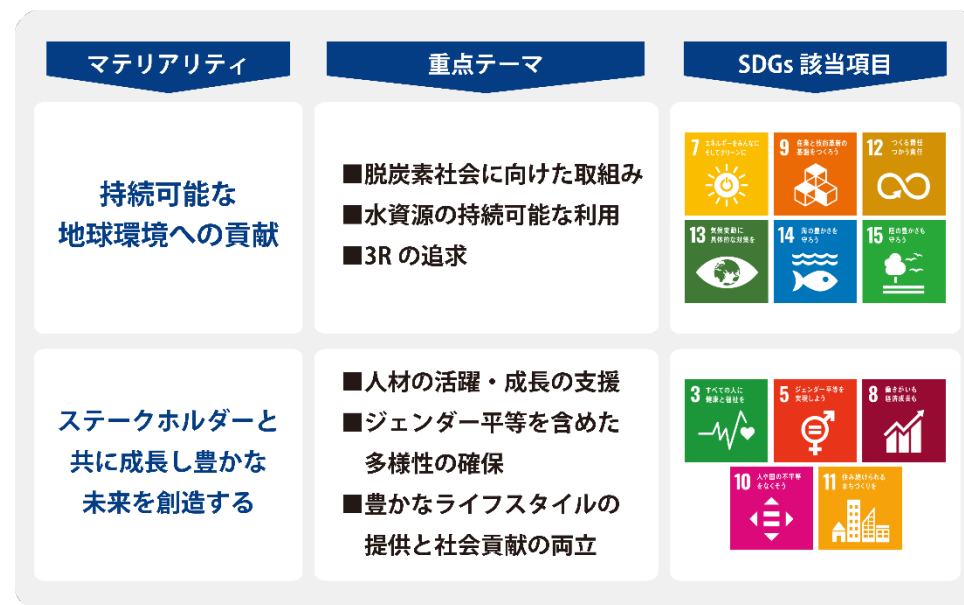 マテリアリティ
重点テーマ
SDGs 該当項目
持続可能な
地球環境への貢献
■脱炭素社会に向けた取組み
■水資源の持続可能な利用
■3R の追求
7 エネルギーをみんなに
そしてクリーンに
9 産業と技術革新の
基盤をつくろう
12 つくる責任
つかう責任
13 気候変動に
具体的な対策を
14 海の豊かさを
守ろう
15 陸の豊かさも
守ろう
ステークホルダーと
共に成長し豊かな
未来を創造する
■人材の活躍・成長の支援
■ジェンダー平等を含めた
多様性の確保
■豊かなライフスタイルの
提供と社会貢献の両立
3 すべての人に
健康と福祉を
5 ジェンダー平等を
実現しよう
8 働きがいも
経済成長も
10 人や国の不平等
をなくそう
11 住み続けられる
まちづくりを